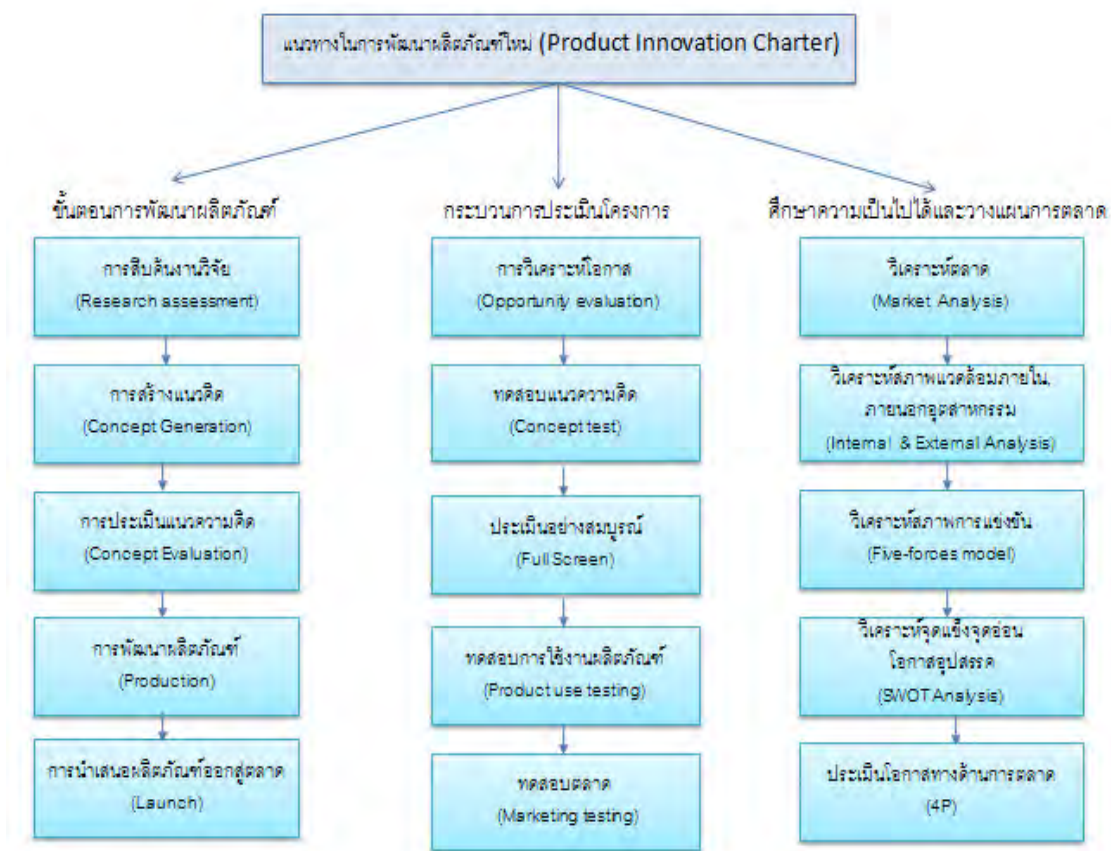 แนวทางในการพัฒนาผลิตภัณฑ์ใหม่ (Product Innovation Charter)
ขั้นตอนการพัฒนาผลิตภัณฑ์
การสืบค้นงานวิจัย
(Research assessment)
การสร้างแนวคิด
(Concept Generation)
การประเมินแนวความคิด
(Concept Evaluation)
การพัฒนาผลิตภัณฑ์
(Production)
การนำเสนอผลิตภัณฑ์ออกสู่ตลาด
(Launch)
กระบวนการประเมินโครงการ
การวิเคราะห์โอกาส
(Opportunity evaluation)
ทดสอบแนวความคิด
(Concept test)
ประเมินอย่างสมบูรณ์
(Full Screen)
ทดสอบการใช้งานผลิตภัณฑ์
(Product use testing)
ทดสอบตลาด
(Marketing testing)
ศึกษาความเป็นไปได้และวางแผนการตลาด
วิเคราะห์ตลาด
(Market Analysis)
วิเคราะห์สภาพแวดล้อมภายใน,
ภายนอกอุตสาหกรรม
(Internal & External Analysis)
วิเคราะห์สภาพการแข่งขัน
(Five-forces model)
วิเคราะห์จุดแข็งจุดอ่อน
โอกาสอุปสรรค
(SWOT Analysis)
ประเมินโอกาสทางด้านการตลาด
(4P)